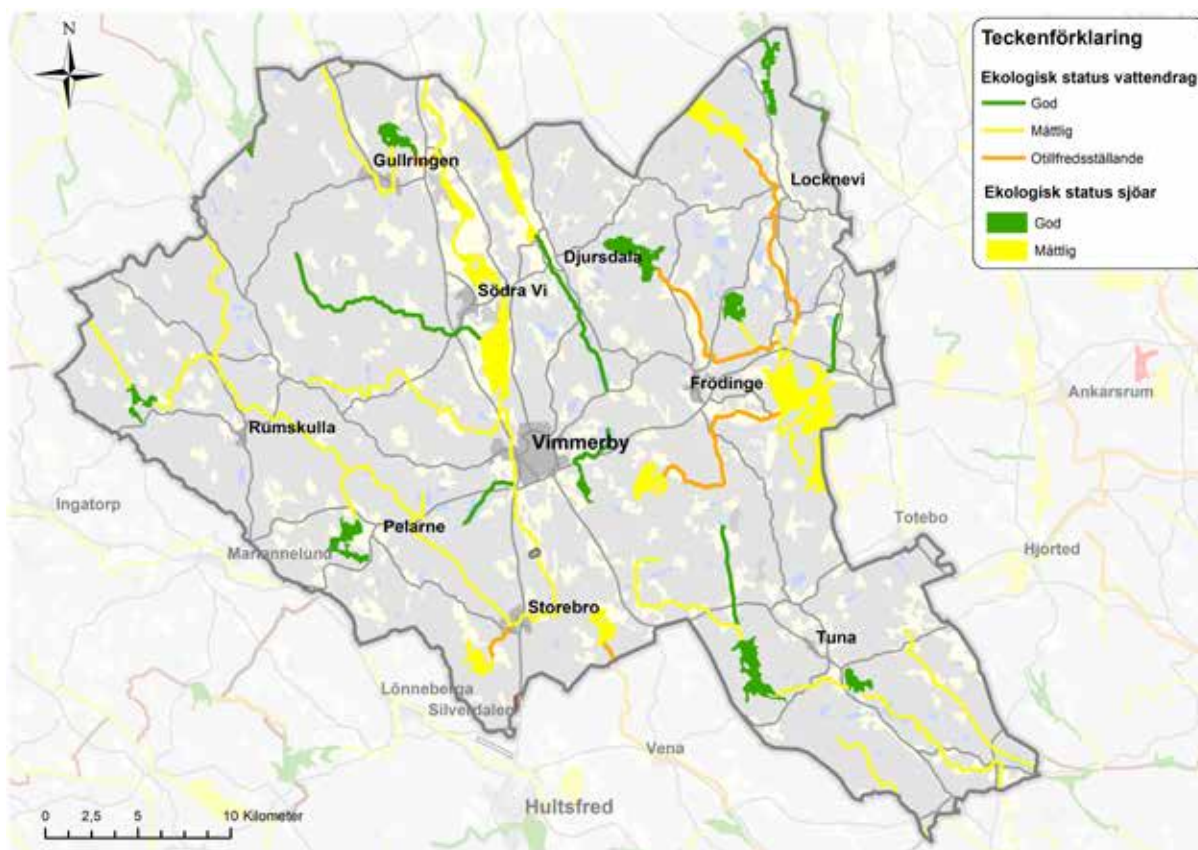 N
Teckenförklaring
Ekologisk status vattendrag
God
Måttlig
Otillfredsställande
Ekologisk status sjöar
God
Måttlig
Gullringen
Locknevi
Djursdala
Södra Vi
Frödinge
Ankarsrum
Rumskulla
Vimmerby
Ingatorp
Totebo
Pelarne
Mariannelund
Hjorted
Storebro
Tuna
Lönneberga
Silverdalen
Vena
Hultsfred
0 2,5 5 10 Kilometer